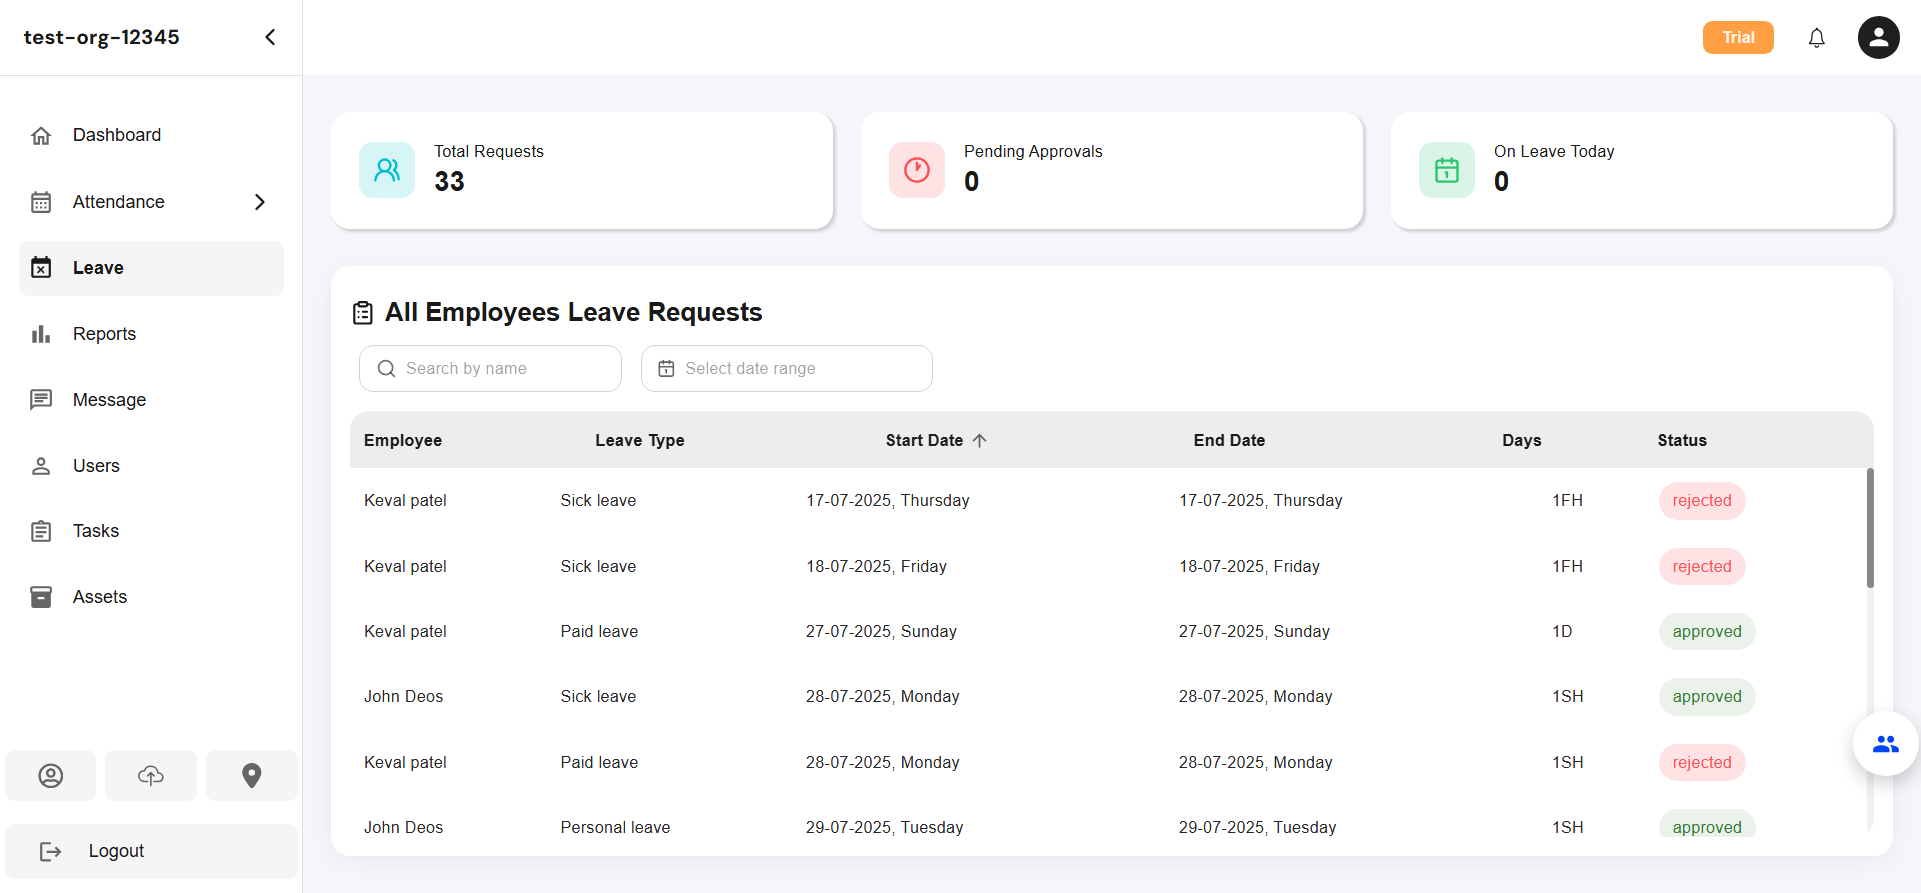 test-org-12345
Trial
Dashboard
Attendance
Leave
Reports
Message
Users
Tasks
Assets
Logout
Total Requests
33
Pending Approvals
0
On Leave Today
1
0
All Employees Leave Requests
Search by name
Select date range
Employee Leave Type Start Date End Date Days Status
Keval patel Sick leave 17-07-2025, Thursday 17-07-2025, Thursday 1FH rejected
Keval patel Sick leave 18-07-2025, Friday 18-07-2025, Friday 1FH rejected
Keval patel Paid leave 27-07-2025, Sunday 27-07-2025, Sunday 1D approved
John Deos Sick leave 28-07-2025, Monday 28-07-2025, Monday 1SH approved
Keval patel Paid leave 28-07-2025, Monday 28-07-2025, Monday 1SH rejected
John Deos Personal leave 29-07-2025, Tuesday 29-07-2025, Tuesday 1SH approved